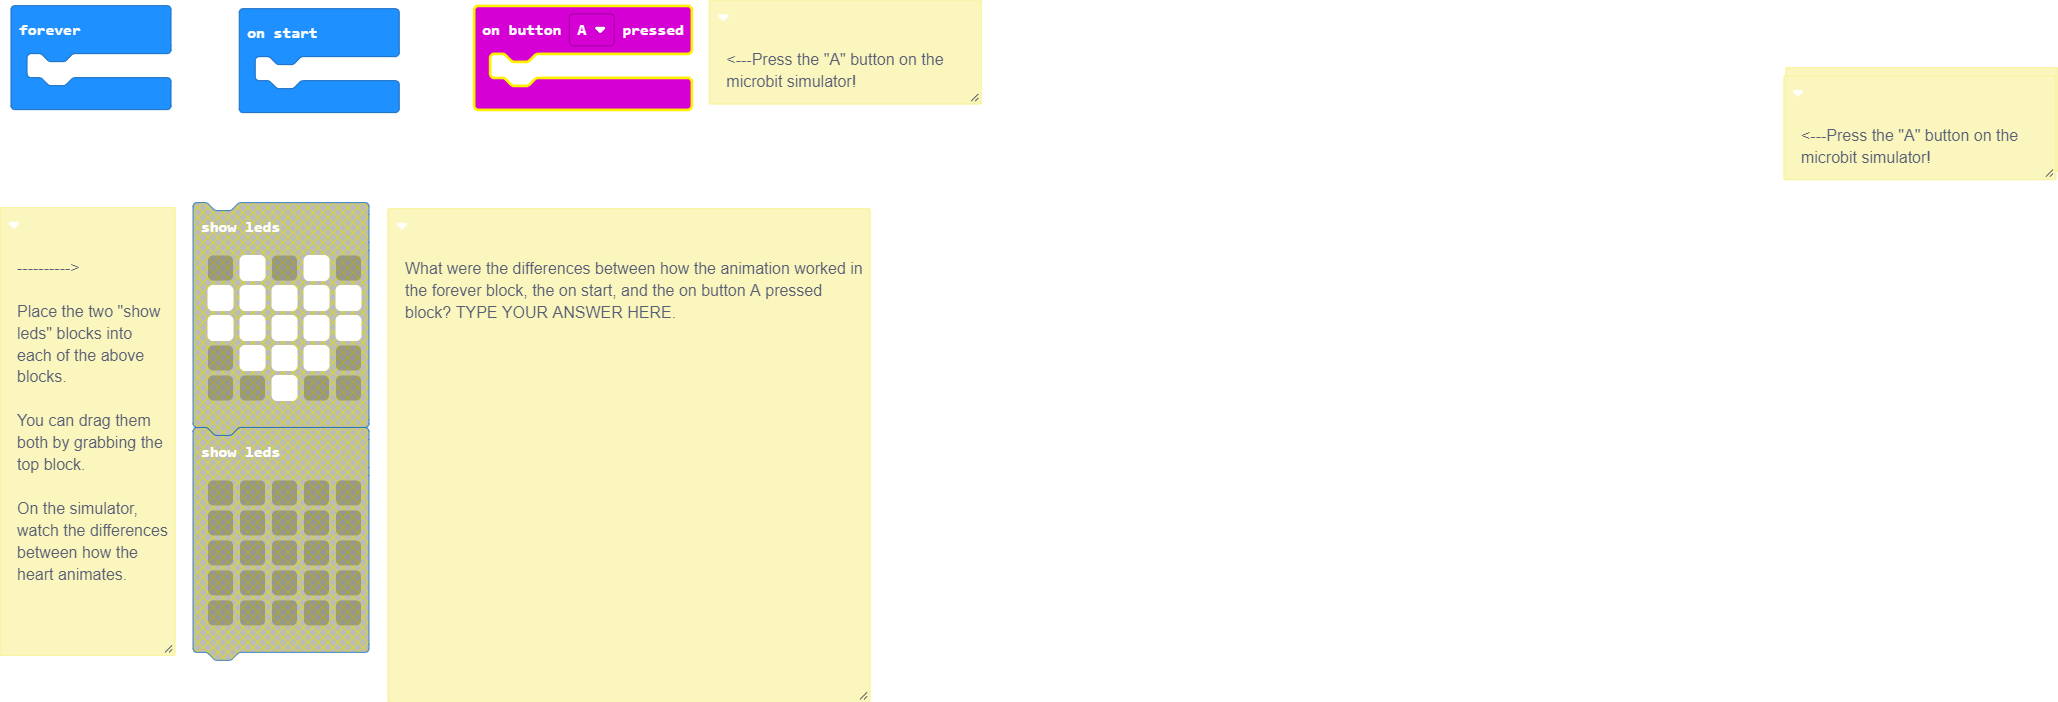 forever
on start
on button A pressed
<---Press the "A" button on the
microbit simulator!
<---Press the "A" button on the
microbit simulator!
---------->
Place the two "show
leds" blocks into
each of the above
blocks.
You can drag them
both by grabbing the
top block.
On the simulator,
watch the differences
between how the
heart animates.
show leds
show leds
What were the differences between how the animation worked in
the forever block, the on start, and the on button A pressed
block? TYPE YOUR ANSWER HERE.